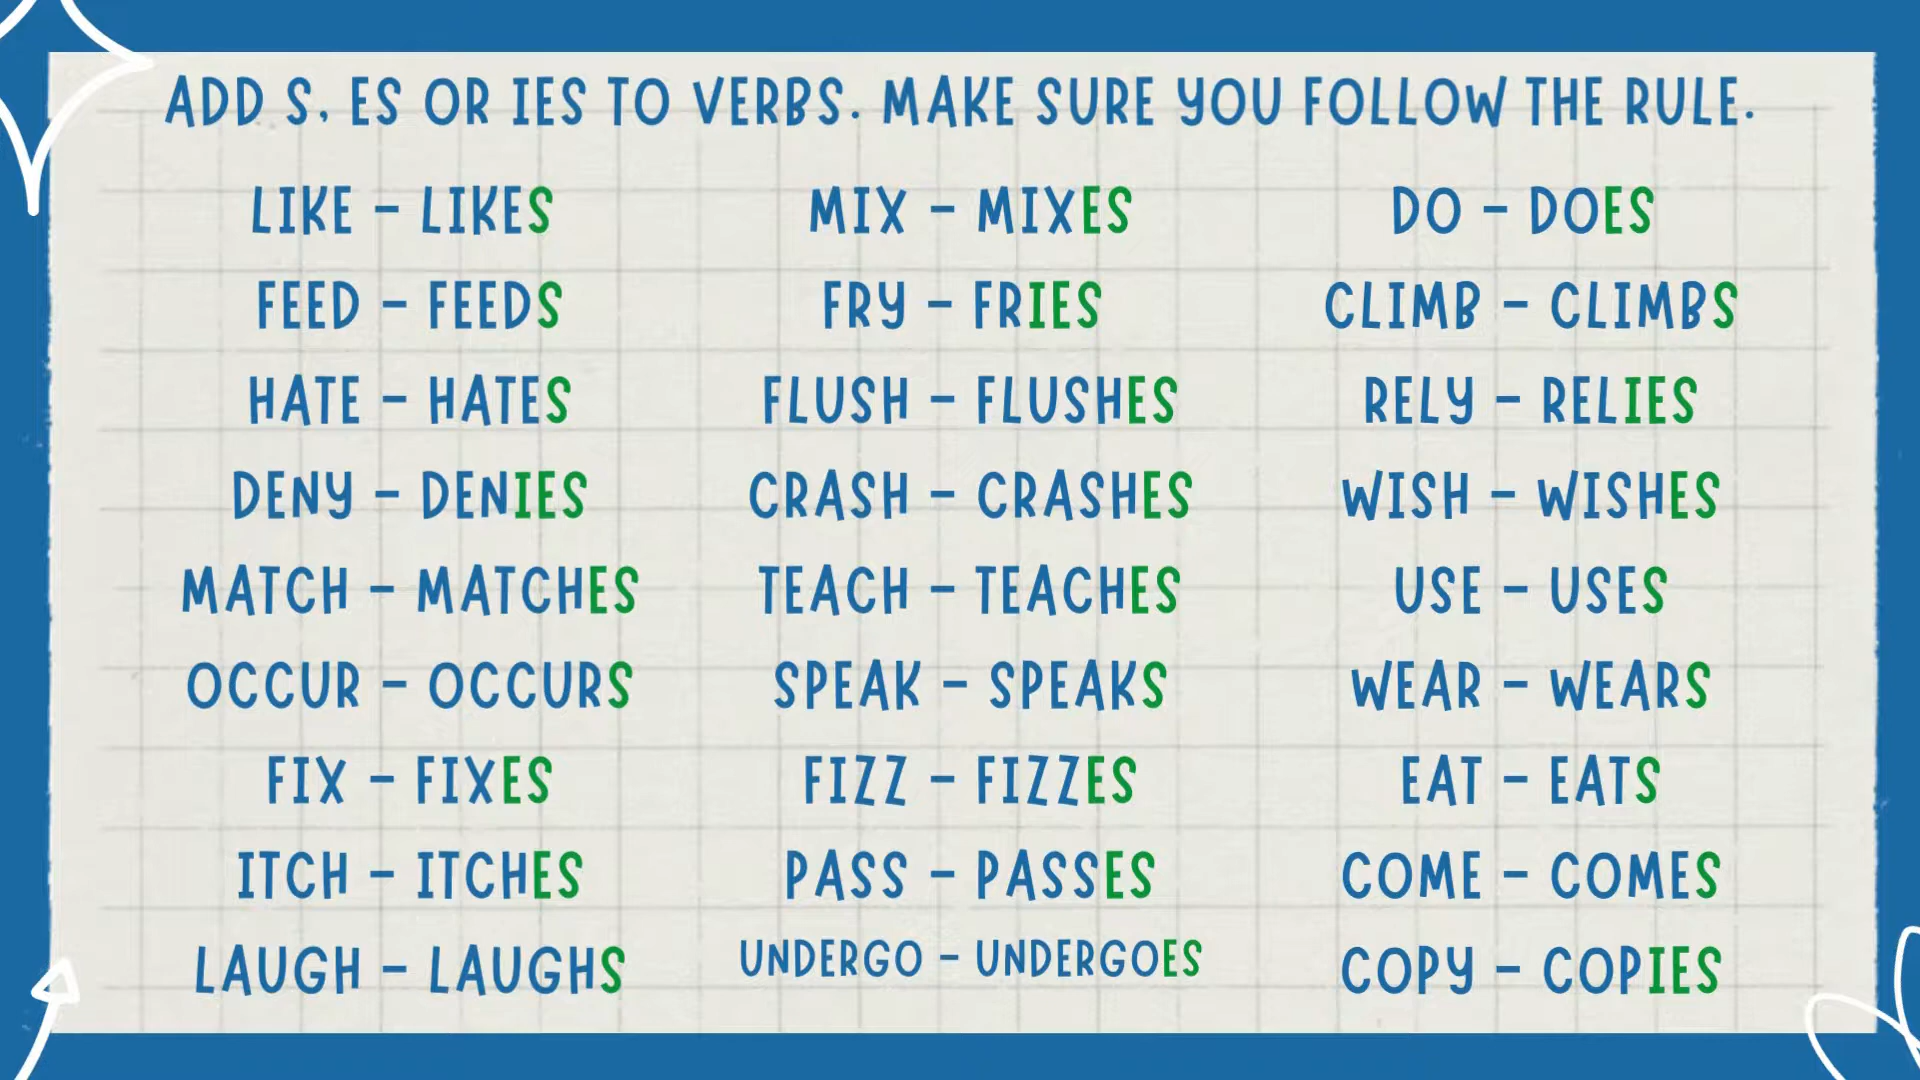 ADD S, ES OR IES TO VERBS. MAKE SURE YOU FOLLOW THE RULE.
LIKE – LIKES
FEED – FEEDS
HATE – HATES
DENY – DENIES
MATCH – MATCHES
OCCUR – OCCURS
FIX – FIXES
ITCH – ITCHES
LAUGH – LAUGHS
MIX – MIXES
FRY – FRIES
FLUSH – FLUSHES
CRASH – CRASHES
TEACH – TEACHES
SPEAK – SPEAKS
FIZZ – FIZZES
PASS – PASSES
UNDERGO – UNDERGOES
DO – DOES
CLIMB – CLIMBS
RELY – RELIES
WISH – WISHES
USE – USES
WEAR – WEARS
EAT – EATS
COME – COMES
COPY – COPIES